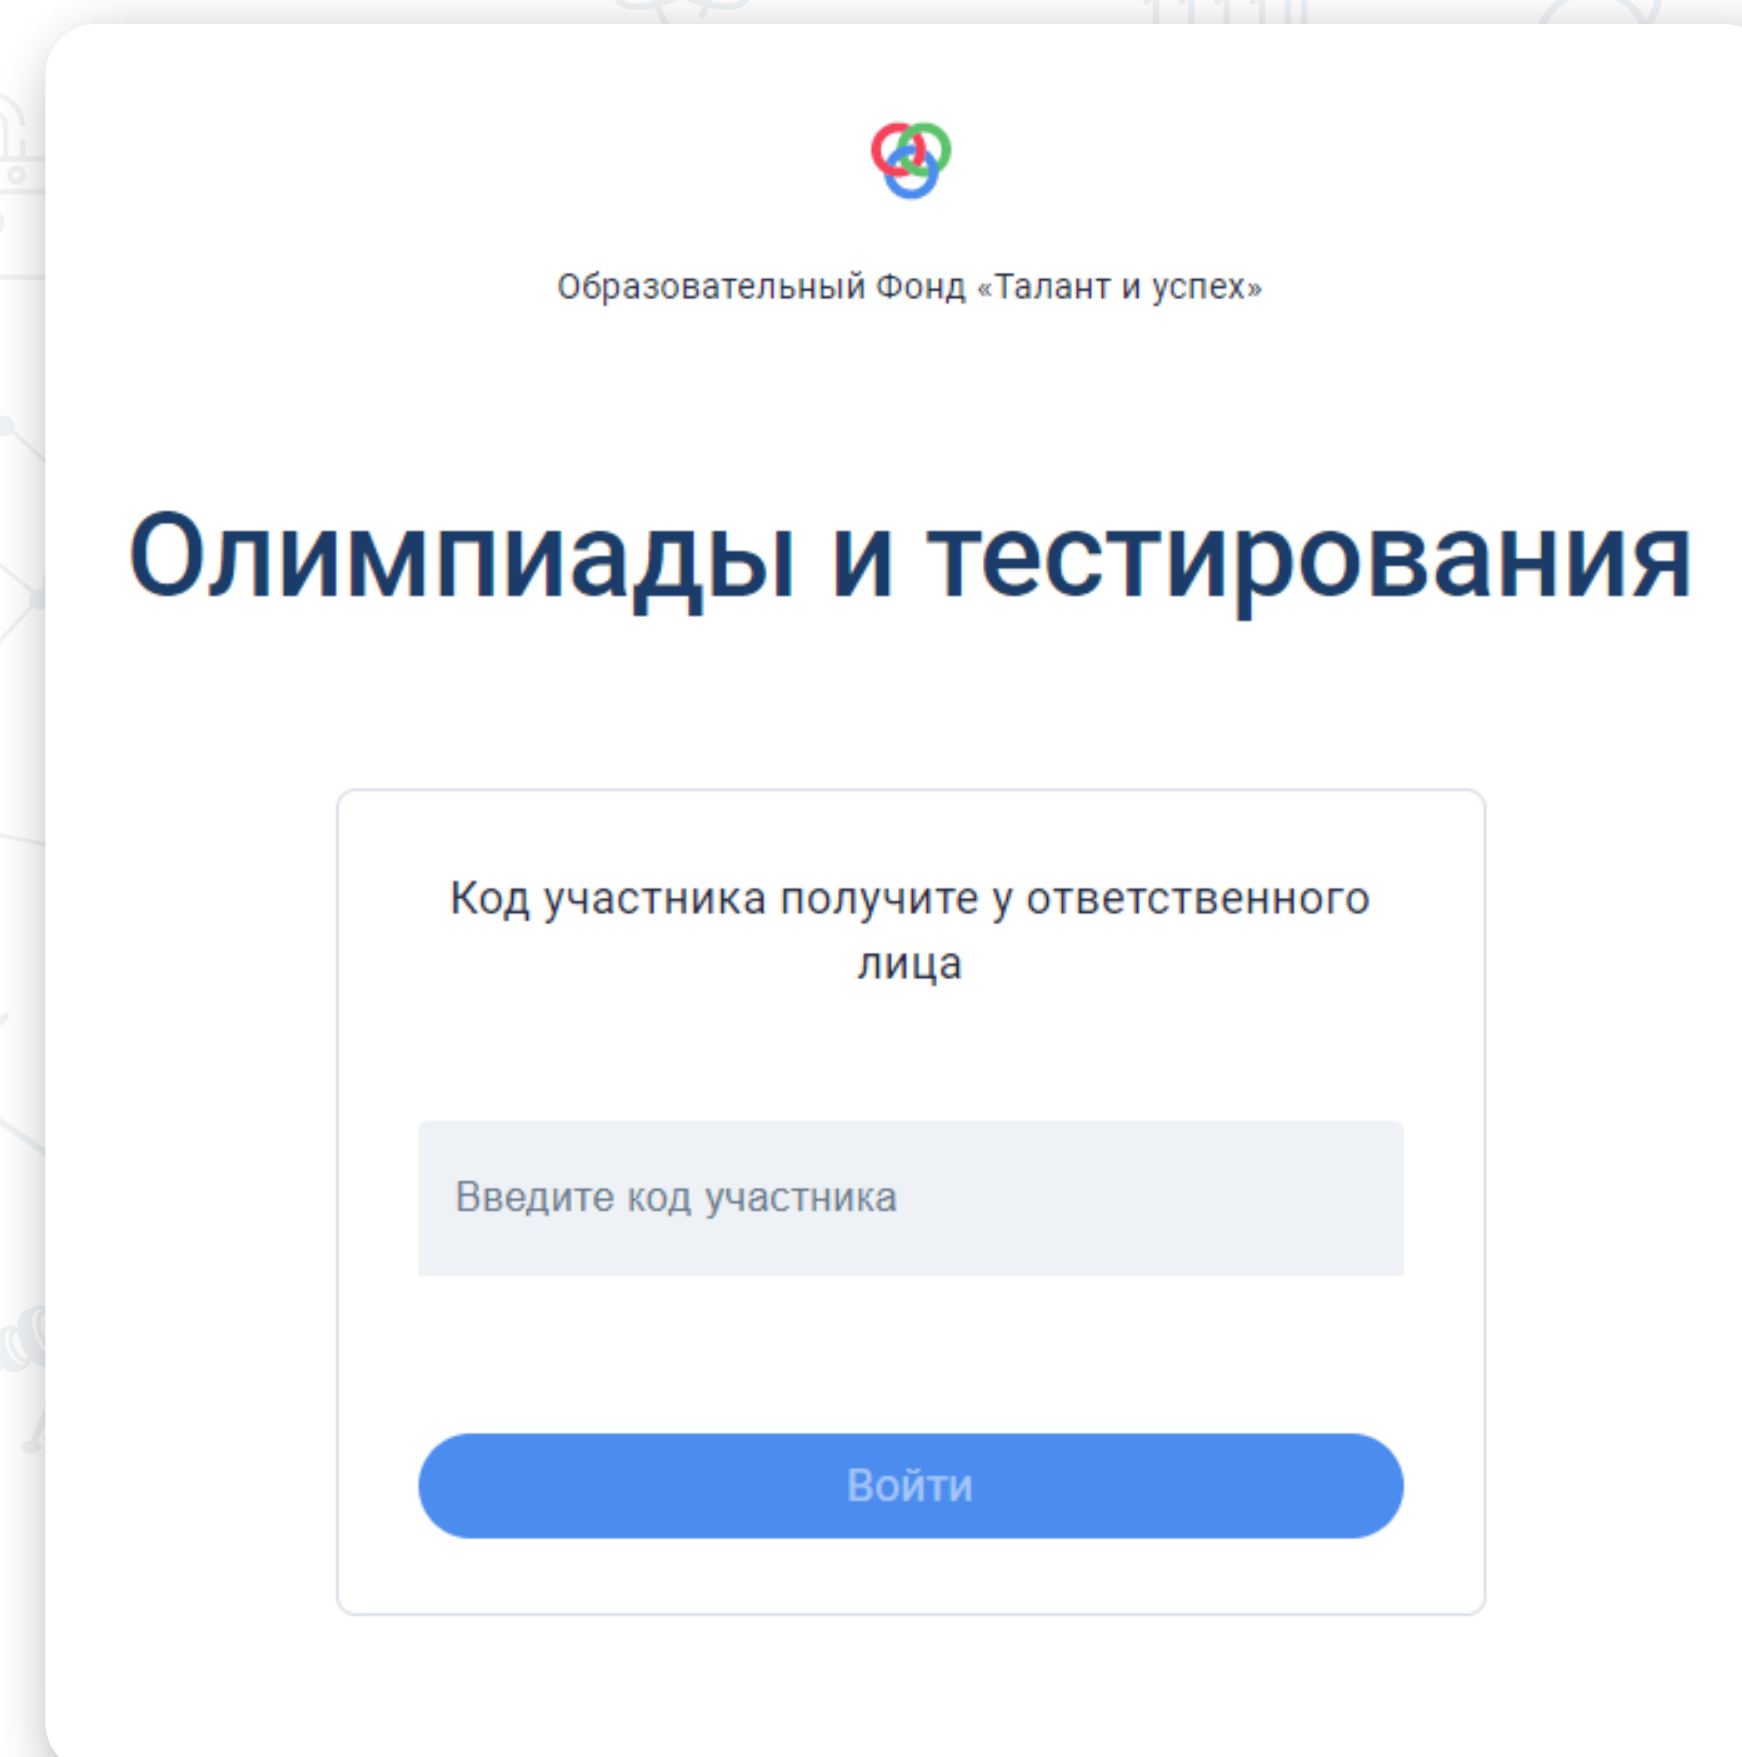 Образовательный Фонд «Талант и успех»
Олимпиады и тестирования
Код участника получите у ответственного
лица
Введите код участника
Войти